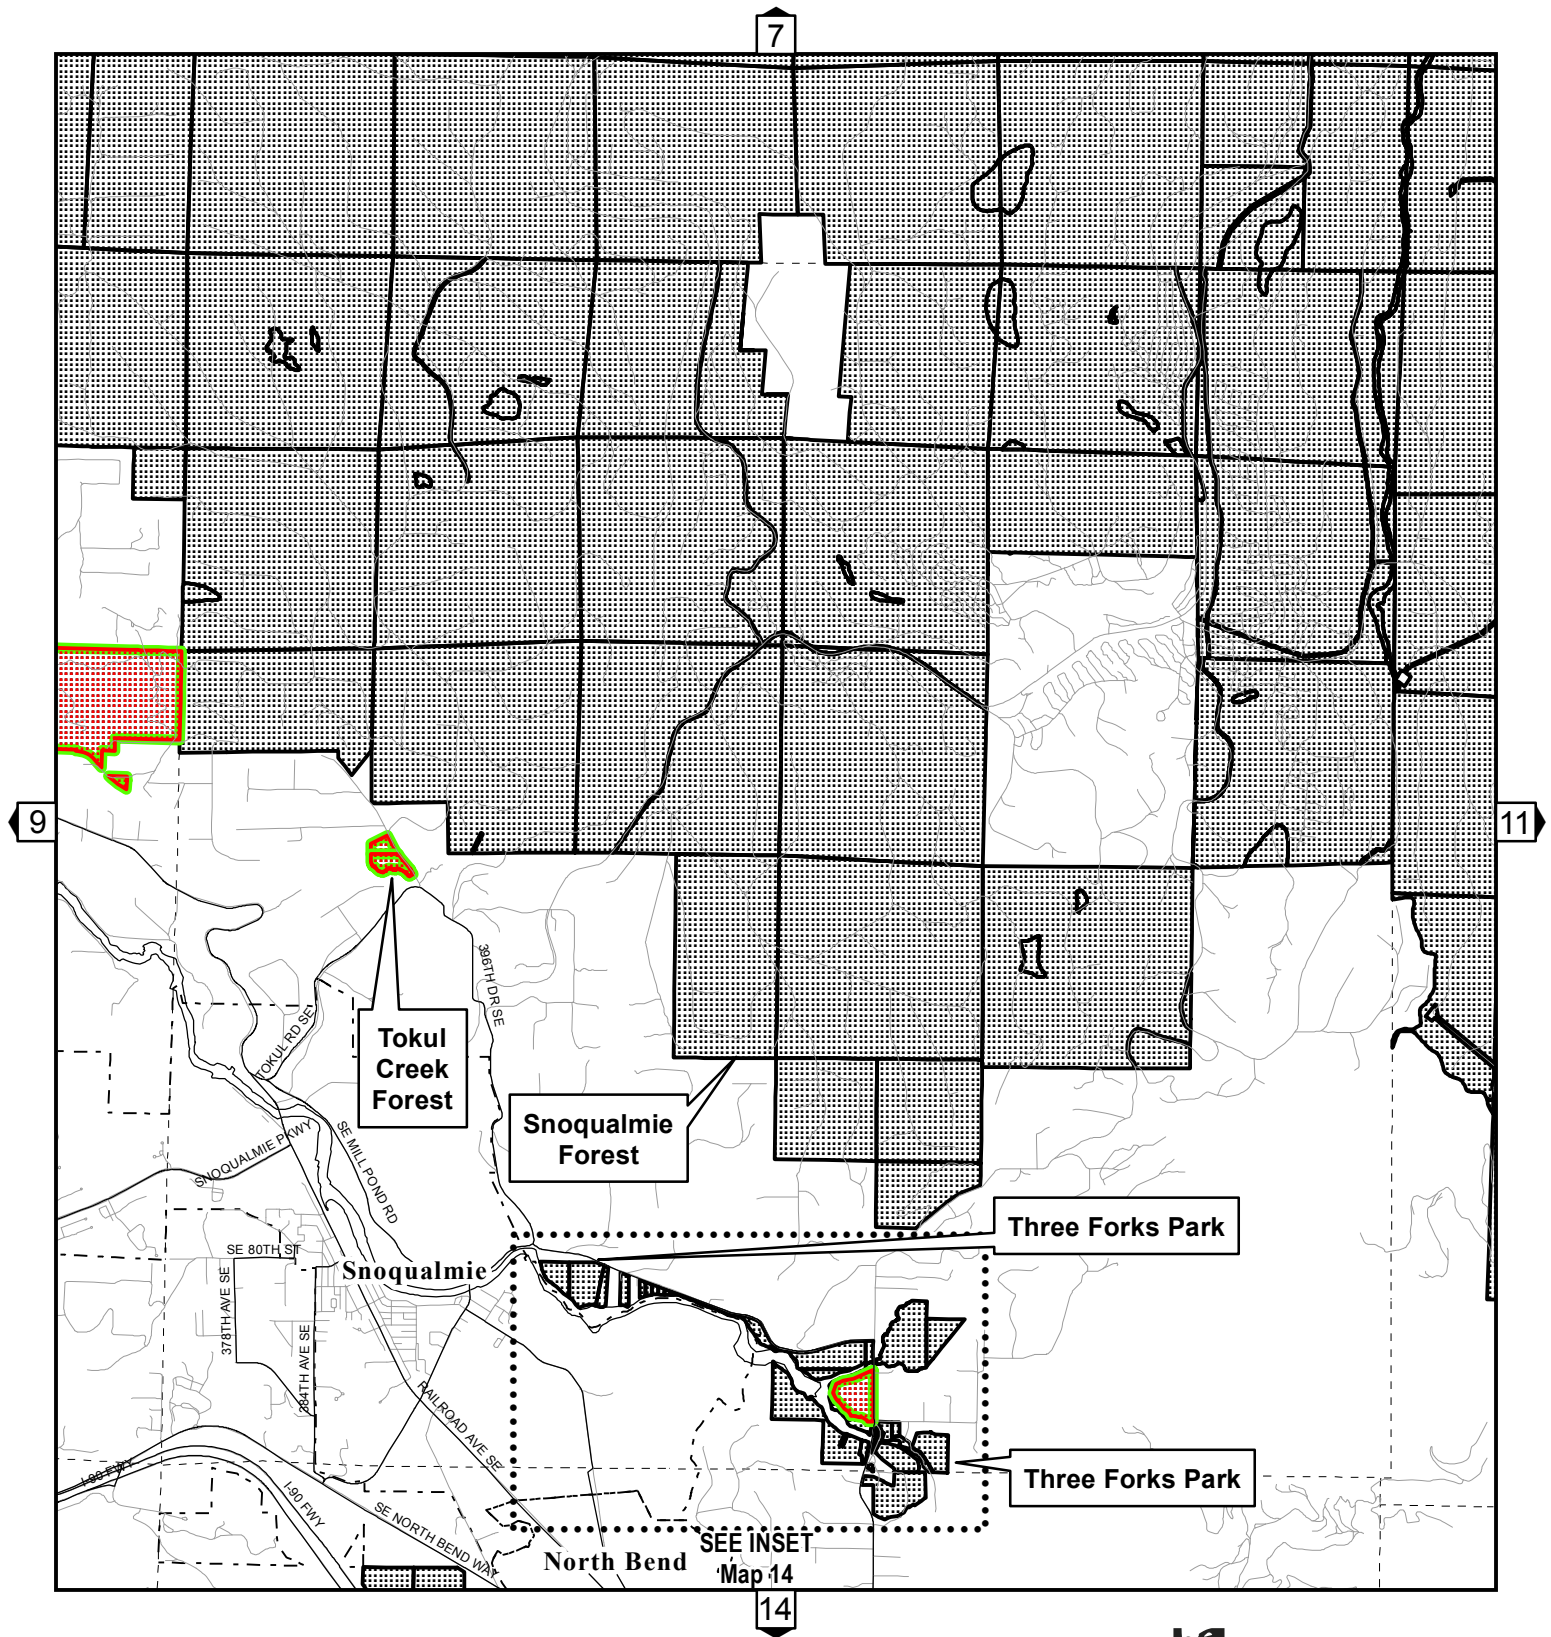 7
9
11
396TH DR SE
TOKUL RD SE
Tokul
Creek
Forest
Snoqualmie
Forest
SNOQUALMIE PKWY
SE MILL POND RD
Three Forks Park
SE 80TH ST
Snoqualmie
378TH AVE SE
384TH AVE SE
RAILROAD AVE SE
Three Forks Park
I-90 FWY
I-90 FWY
SE NORTH BEND WAY
North Bend
SEE INSET
Map 14
14